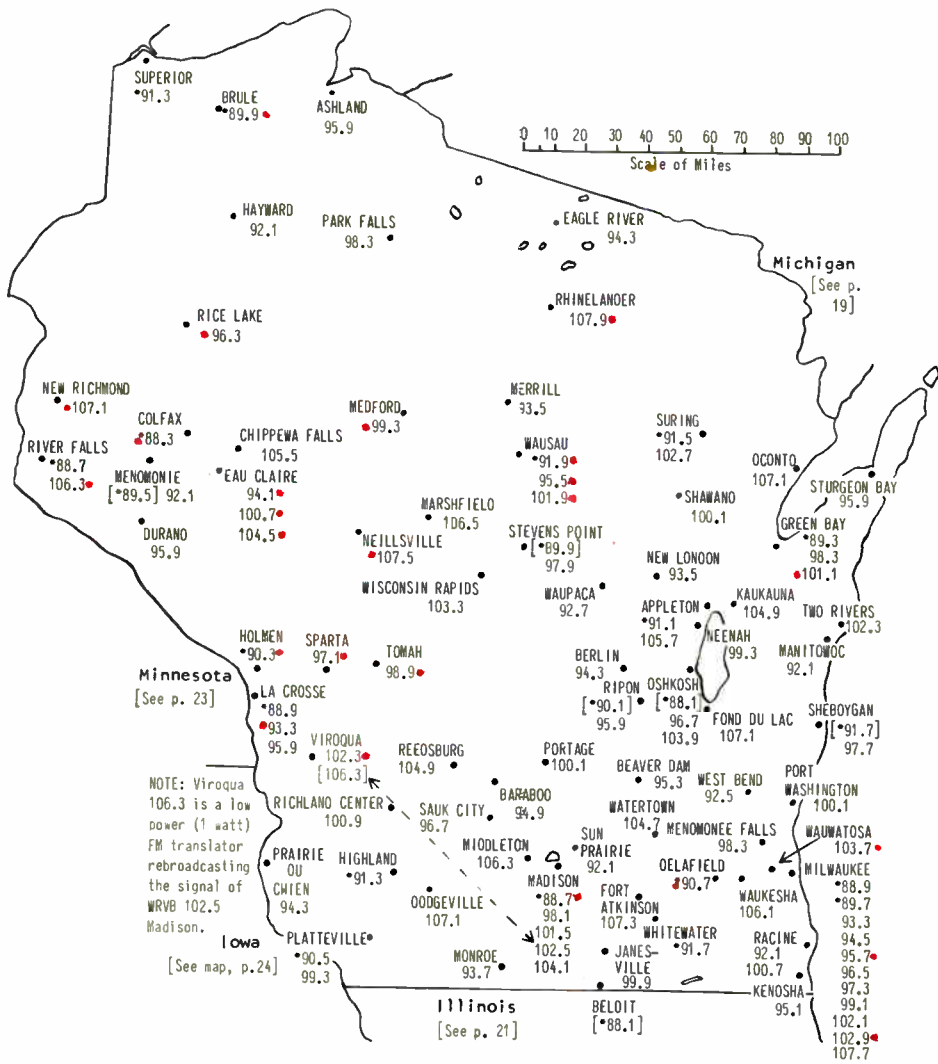 SUPERIOR
•91.3
BRULE
•89.9
ASHLAND
95.9
0 5 10 20 30 40 50 60 70 80 90 100
Scale of Miles
HAYWARD
92.1
PARK FALLS
98.3
EAGLE RIVER
94.3
Michigan
[See p.
19]
RICE LAKE
96.3
RHINELANDER
107.9
NEW RICHMOND
107.1
COLFAX
•88.3
MEDFORD
99.3
MERRILL
93.5
SURING
•91.5
102.7
CHIPPEWA FALLS
105.5
RIVER FALLS
•88.7
106.3
MENOMONIE
[•89.5] 92.1
EAU CLAIRE
94.1
100.7
104.5
WAUSAU
•91.9
95.5
101.9
OCONTO
107.1
STURGEON BAY
95.9
SHAWANO
100.1
MARSHFIELD
106.5
DURAND
95.9
NEILLSVILLE
107.5
STEVENS POINT
[•89.9]
97.9
GREEN BAY
•89.3
98.3
101.1
WISCONSIN RAPIDS
103.3
NEW LONDON
93.5
WAUPACA
92.7
KAUKAUNA
104.9
APPLETON
•91.1
105.7
TWO RIVERS
102.3
NEENAH
99.3
MANITOWOC
92.1
HOLMEN
90.3
SPARTA
97.1
TOMAH
98.9
BERLIN
94.3
Minnesota
[See p. 23]
LA CROSSE
•88.9
93.3
95.9
RIPON
[•90.1]
95.9
OSHKOSH
[•88.1]
96.7
103.9
FOND DU LAC
107.1
SHEBOYGAN
[•91.7]
97.7
VIROQUA
102.3
[106.3]
REEDSBURG
104.9
PORTAGE
100.1
BEAVER DAM
95.3
WEST BEND
92.5
PORT
WASHINGTON
100.1
NOTE: Viroqua
106.3 is a low
power (1 watt)
FM translator
rebroadcasting
the signal of
WRVB 102.5
Madison.
RICHLAND CENTER
100.9
SAUK CITY
96.7
BARABOO
94.9
WATERTOWN
104.7
MENOMONEE FALLS
98.3
WAUWATOSA
103.7
MIDDLETON
106.3
SUN
PRAIRIE
92.1
PRAIRIE
DU
CHIEN
94.3
HIGHLAND
•91.3
DODGEVILLE
107.1
MADISON
•88.7
98.1
101.5
102.5
104.1
FORT
ATKINSON
107.3
DELAFIELD
•90.7
WAUKESHA
106.1
MILWAUKEE
•88.9
•89.7
93.3
94.5
95.7
96.5
97.3
99.1
102.1
102.9
107.7
Iowa
[See map, p.24]
PLATTEVILLE
•90.5
99.3
MONROE
93.7
JANES-
VILLE
99.9
WHITEWATER
•91.7
RACINE
92.1
100.7
KENOSHA
95.1
Illinois
[See p. 21]
BELOIT
[•88.1]